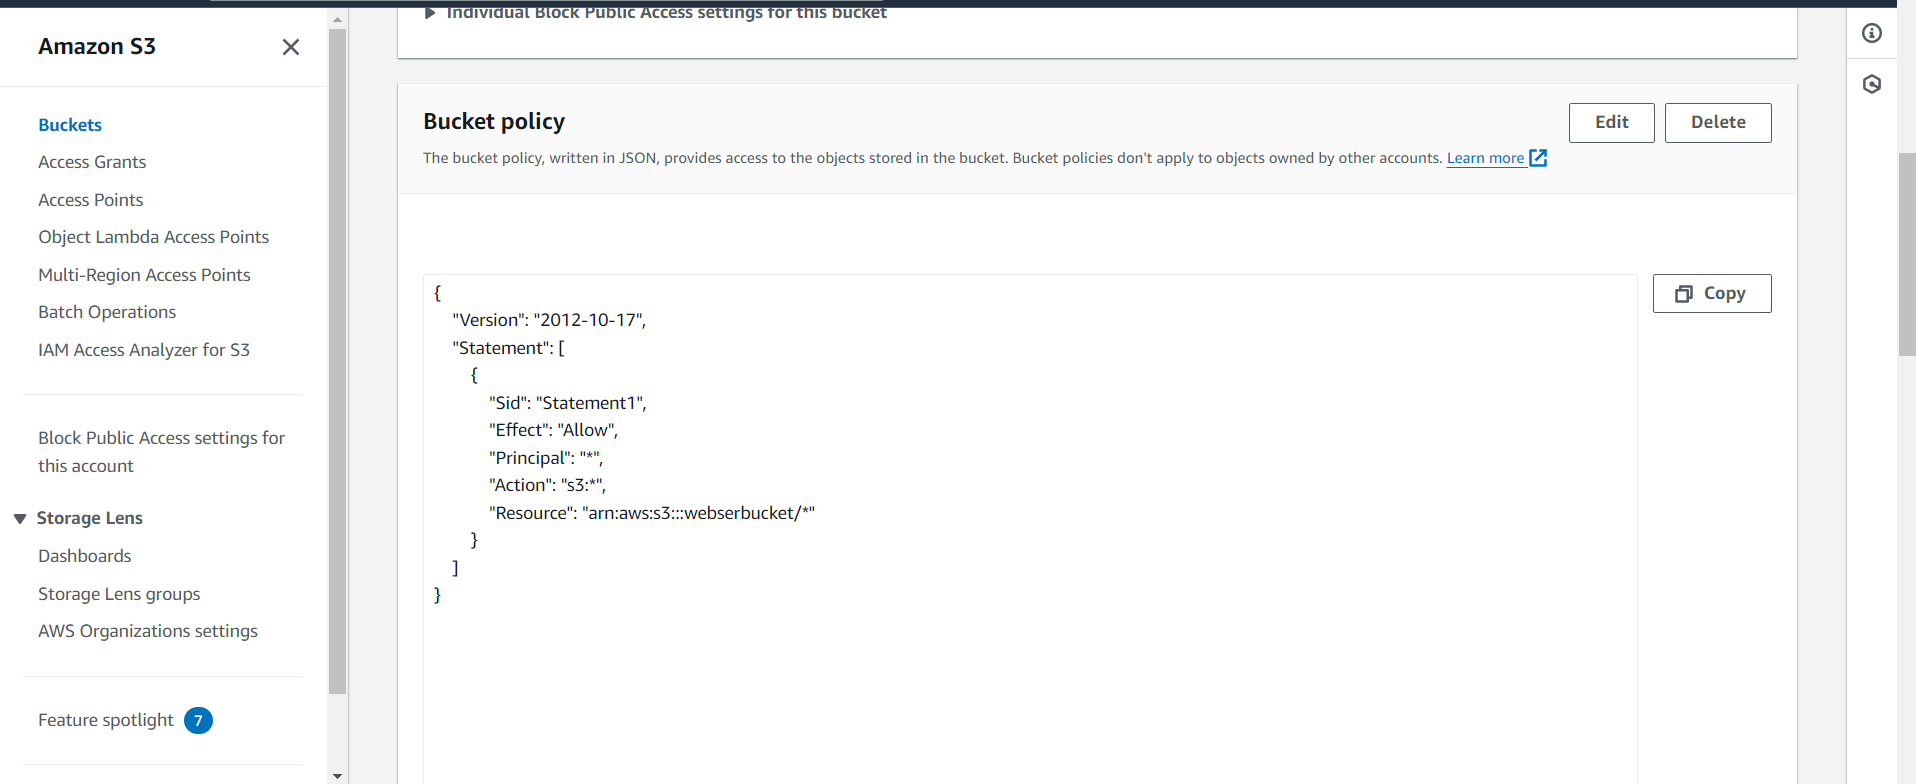 Individual Block Public Access settings for this bucket
Amazon S3
Buckets
Access Grants
Access Points
Object Lambda Access Points
Multi-Region Access Points
Batch Operations
IAM Access Analyzer for S3
Block Public Access settings for
this account
Storage Lens
Dashboards
Storage Lens groups
AWS Organizations settings
Feature spotlight 7
Bucket policy
Edit
Delete
The bucket policy, written in JSON, provides access to the objects stored in the bucket. Bucket policies don't apply to objects owned by other accounts. Learn more
Copy
{
"Version": "2012-10-17",
"Statement": [
{
"Sid": "Statement1",
"Effect": "Allow",
"Principal": "*",
"Action": "s3:*",
"Resource": "arn:aws:s3:::webserbucket/*"
}
]
}